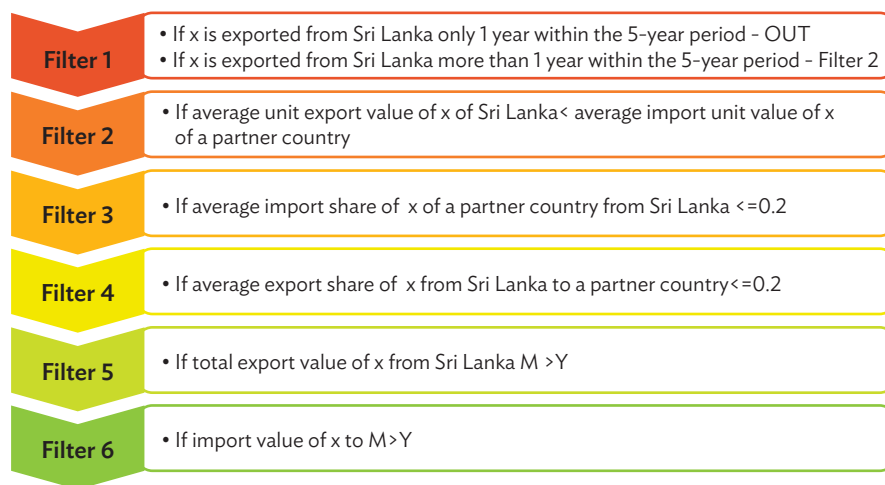 Filter 1
• If x is exported from Sri Lanka only 1 year within the 5-year period - OUT
• If x is exported from Sri Lanka more than 1 year within the 5-year period - Filter 2
Filter 2
• If average unit export value of x of Sri Lanka< average import unit value of x
of a partner country
Filter 3
• If average import share of x of a partner country from Sri Lanka <=0.2
Filter 4
• If average export share of x from Sri Lanka to a partner country<=0.2
Filter 5
• If total export value of x from Sri Lanka M >Y
Filter 6
• If import value of x to M>Y